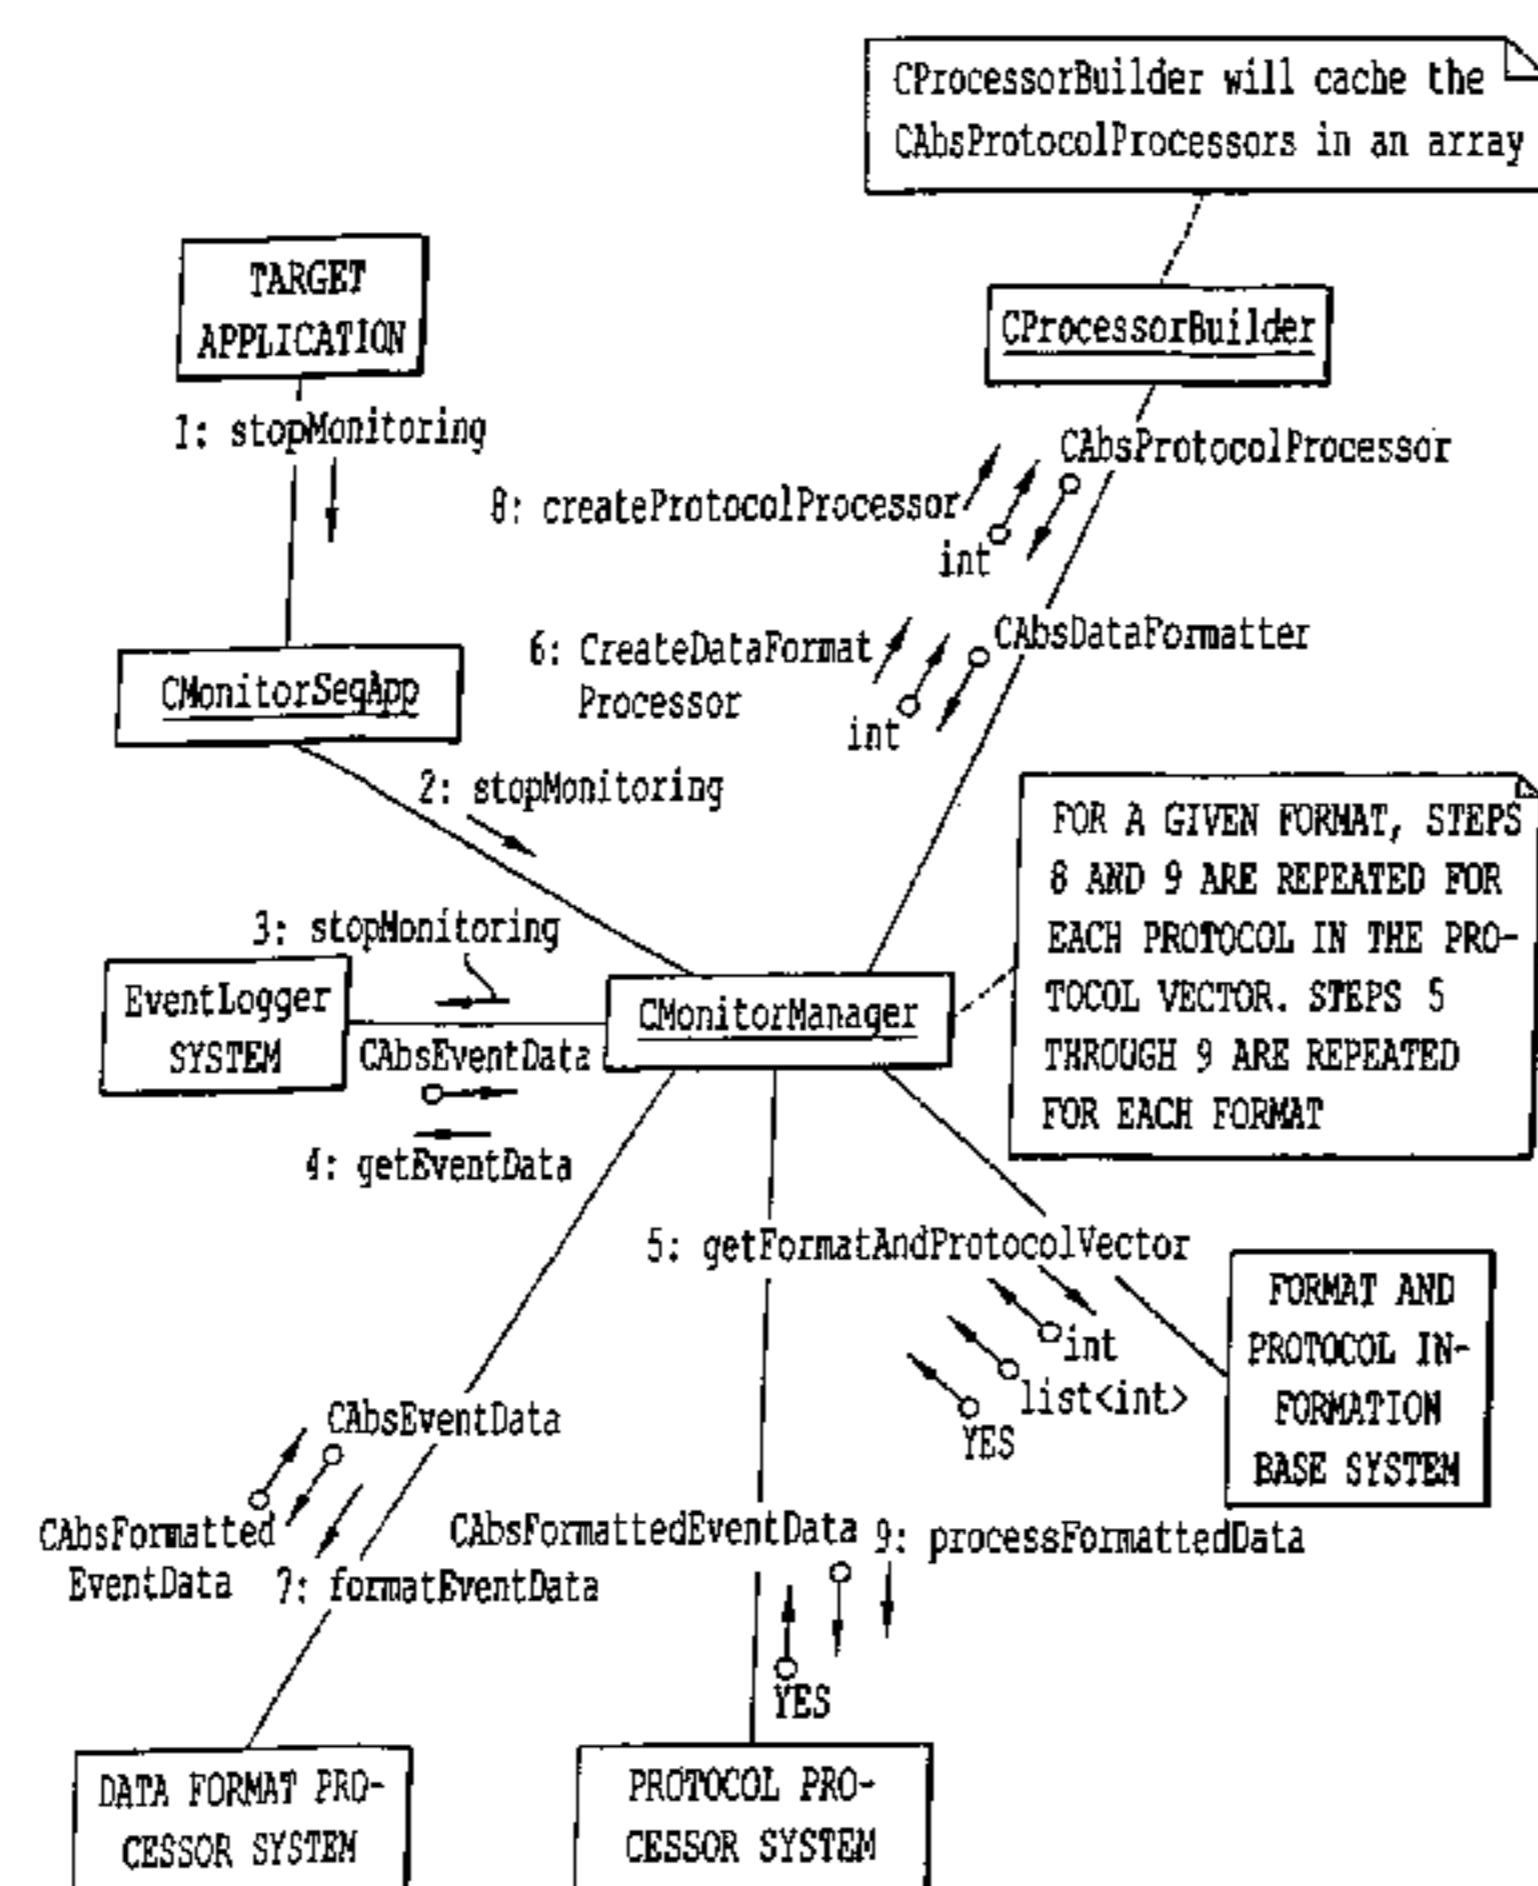 CProcessorBuilder will cache the
CAbsProtocolProcessors in an array
TARGET
APPLICATION
CProcessorBuilder
1: stopMonitoring
CAbsProtocolProcessor
8: createProtocolProcessor
int
6: CreateDataFormat
Processor
CAbsDataFormatter
int
CMonitorSeqApp
2: stopMonitoring
FOR A GIVEN FORMAT, STEPS
8 AND 9 ARE REPEATED FOR
EACH PROTOCOL IN THE PRO-
TOCOL VECTOR. STEPS 5
THROUGH 9 ARE REPEATED
FOR EACH FORMAT
3: stopMonitoring
EventLogger
SYSTEM
CMonitorManager
CAbsEventData
4: getEventData
5: getFormatAndProtocolVector
int
list<int>
YES
FORMAT AND
PROTOCOL IN-
FORMATION
BASE SYSTEM
CAbsEventData
CAbsFormatted
EventData
7: formatEventData
CAbsFormattedEventData
9: processFormattedData
YES
DATA FORMAT PRO-
CESSOR SYSTEM
PROTOCOL PRO-
CESSOR SYSTEM